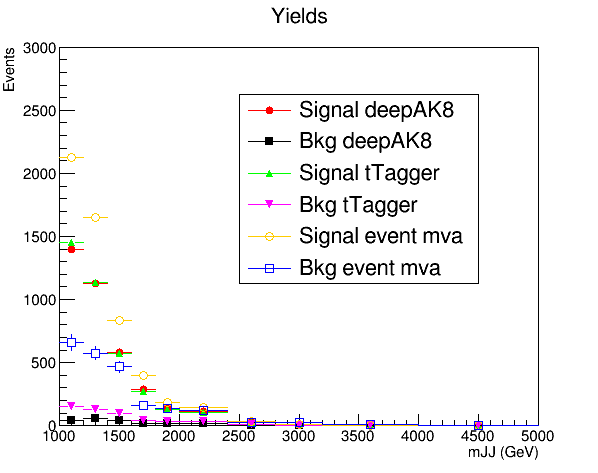 Yields
Events
3000
2500
2000
1500
1000
500
0
Signal deepAK8
Bkg deepAK8
Signal tTagger
Bkg tTagger
Signal event mva
Bkg event mva
1000 1500 2000 2500 3000 3500 4000 4500 5000
mJJ (GeV)